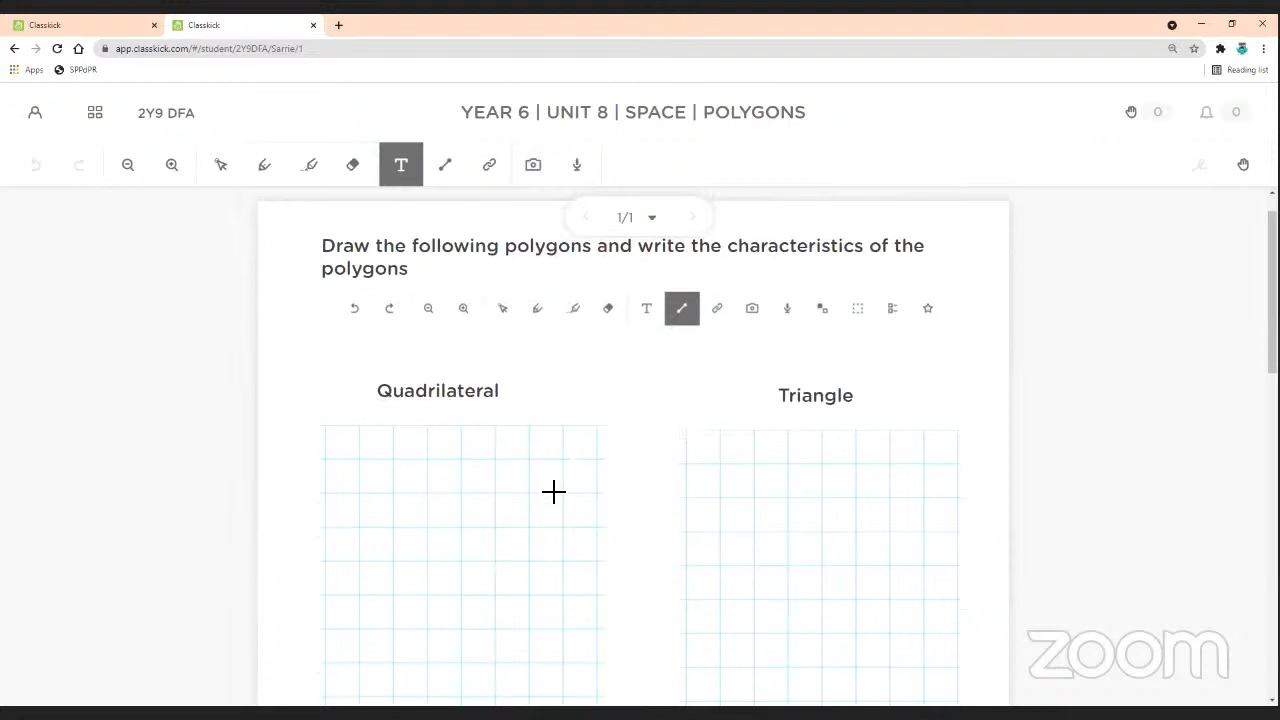 Classkick
Classkick
app.classkick.com/#/student/2Y9DFA/Sarrie/1
Apps
SPPdPR
Reading list
2Y9 DFA
YEAR 6 | UNIT 8 | SPACE | POLYGONS
0
0
T
1/1
Draw the following polygons and write the characteristics of the
polygons
T
Quadrilateral
Triangle
zoom